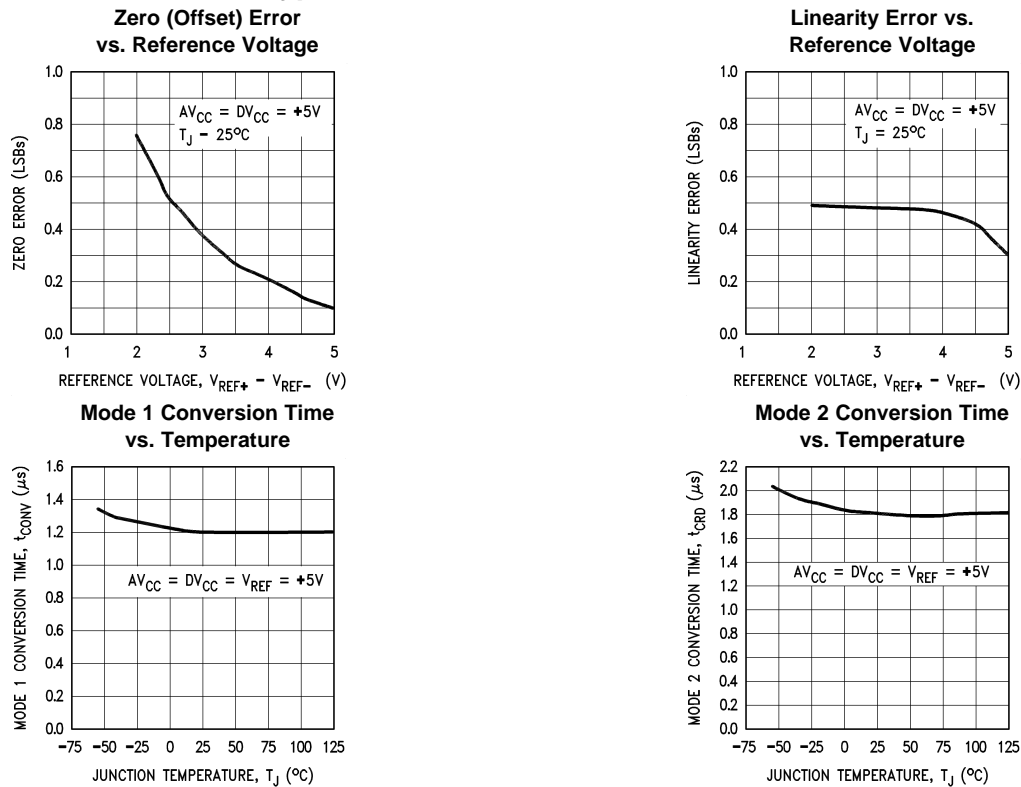 Zero (Offset) Error
vs. Reference Voltage
1.0
0.8
0.6
0.4
0.2
0.0
ZERO ERROR (LSBs)
AVCC = DVCC = +5V
TJ – 25°C
1 2 3 4 5
REFERENCE VOLTAGE, VREF+ – VREF– (V)
Linearity Error vs.
Reference Voltage
1.0
0.8
0.6
0.4
0.2
0.0
LINEARITY ERROR (LSBs)
AVCC = DVCC = +5V
TJ = 25°C
1 2 3 4 5
REFERENCE VOLTAGE, VREF+ – VREF– (V)
Mode 1 Conversion Time
vs. Temperature
1.6
1.4
1.2
1.0
0.8
0.6
0.4
0.2
0.0
MODE 1 CONVERSION TIME, tCONV (μs)
AVCC = DVCC = VREF = +5V
–75 –50 –25 0 25 50 75 100 125
JUNCTION TEMPERATURE, TJ (°C)
Mode 2 Conversion Time
vs. Temperature
2.2
2.0
1.8
1.6
1.4
1.2
1.0
0.8
0.6
0.4
0.2
0.0
MODE 2 CONVERSION TIME, tCRD (μs)
AVCC = DVCC = VREF = +5V
–75 –50 –25 0 25 50 75 100 125
JUNCTION TEMPERATURE, TJ (°C)